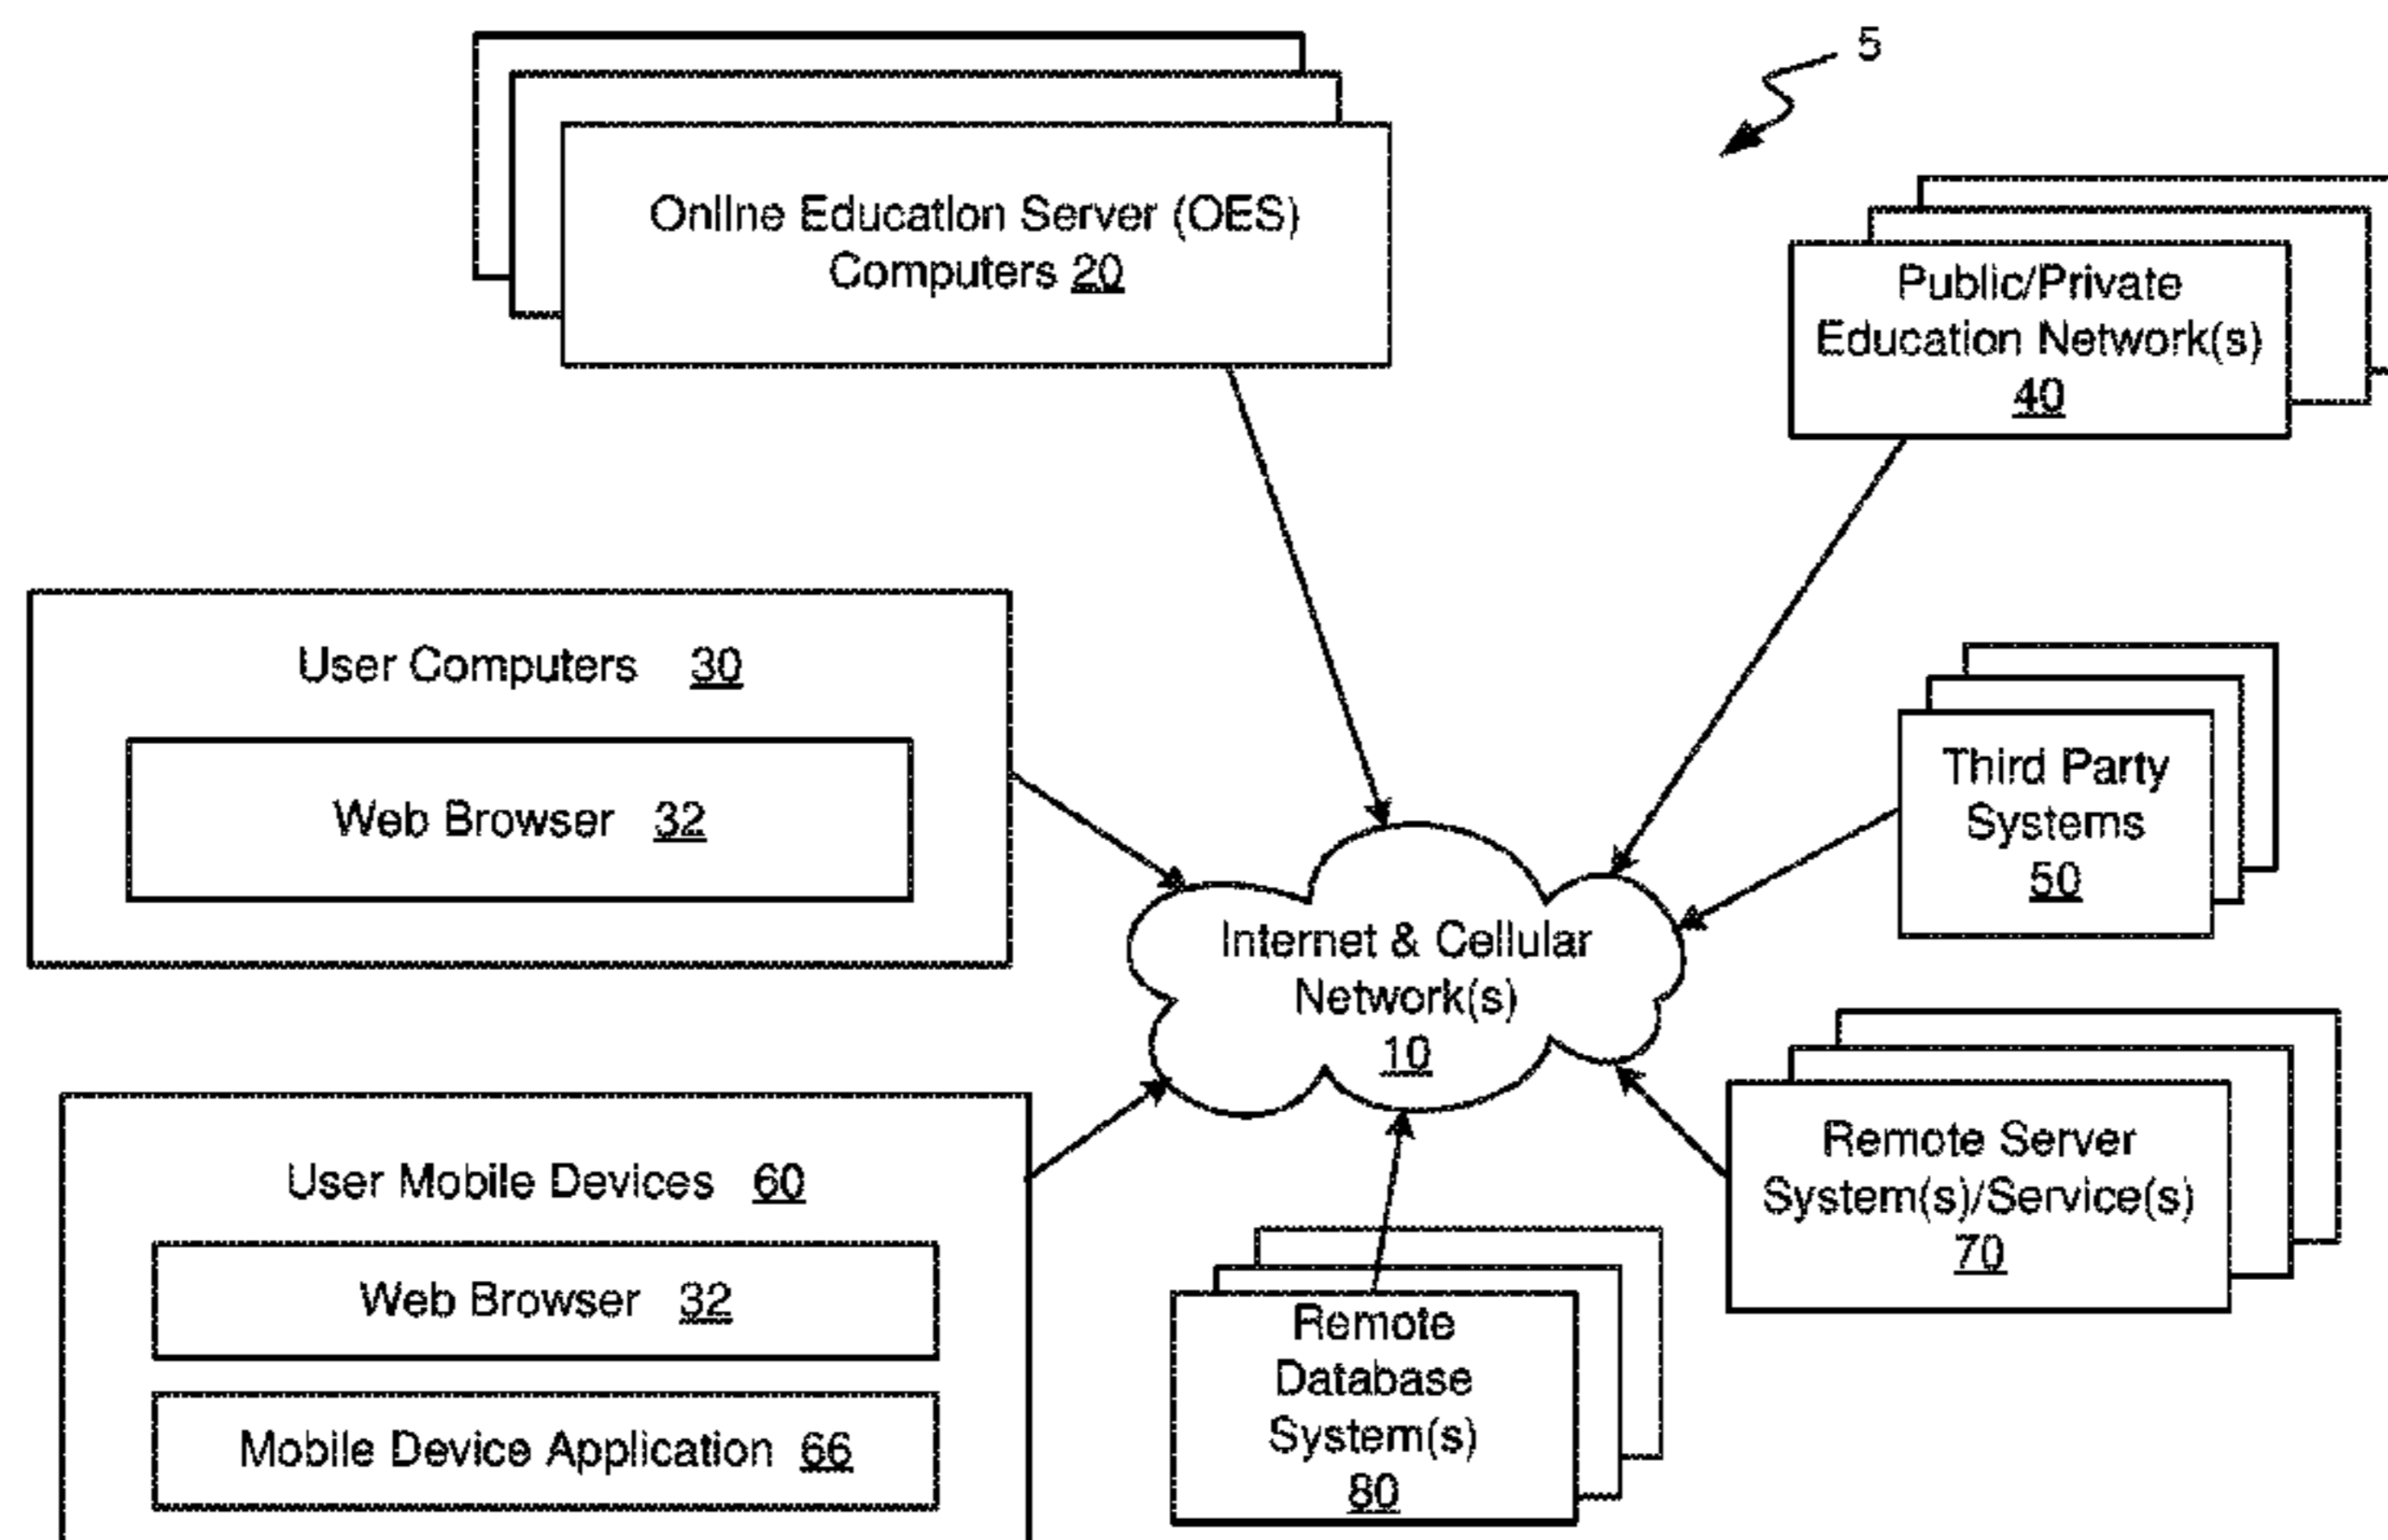 5
Online Education Server (OES)
Computers 20
Public/Private
Education Network(s)
40
User Computers 30
Web Browser 32
Third Party
Systems
50
Internet & Cellular
Network(s)
10
Remote Server
System(s)/Service(s)
70
User Mobile Devices 60
Web Browser 32
Mobile Device Application 66
Remote
Database
System(s)
80